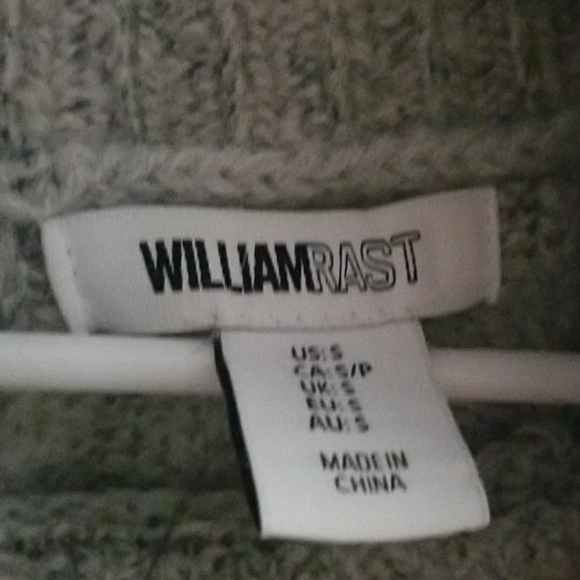 WILLIAMRAST
US: S
CA: S/P
UK: S
EU: S
AU: S
MADE IN
CHINA